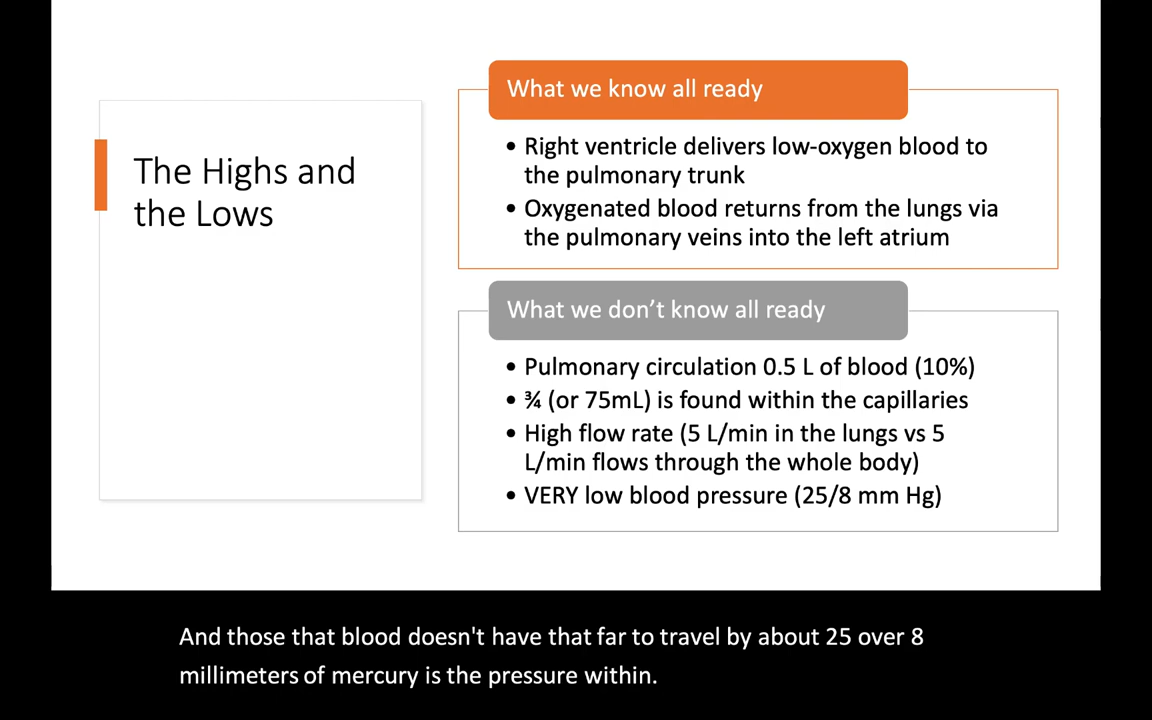 The Highs and
the Lows
What we know all ready
• Right ventricle delivers low-oxygen blood to
the pulmonary trunk
• Oxygenated blood returns from the lungs via
the pulmonary veins into the left atrium
What we don’t know all ready
• Pulmonary circulation 0.5 L of blood (10%)
• ¾ (or 75mL) is found within the capillaries
• High flow rate (5 L/min in the lungs vs 5
L/min flows through the whole body)
• VERY low blood pressure (25/8 mm Hg)
And those that blood doesn't have that far to travel by about 25 over 8
millimeters of mercury is the pressure within.